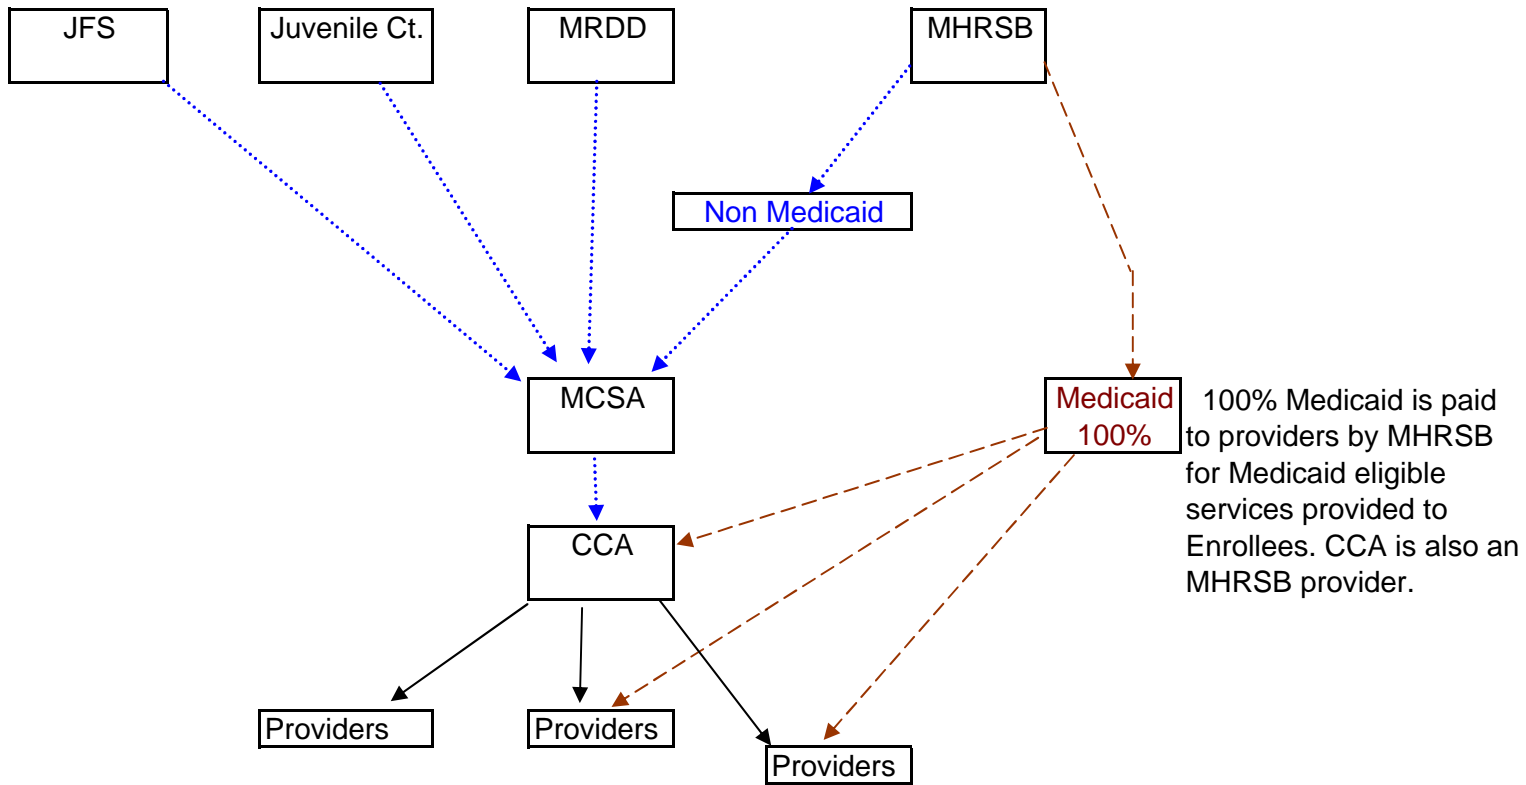 JFS
Juvenile Ct.
MRDD
MHRSB
Non Medicaid
MCSA
Medicaid
100%
100% Medicaid is paid
to providers by MHRSB
for Medicaid eligible
services provided to
Enrollees. CCA is also an
MHRSB provider.
CCA
Providers
Providers
Providers